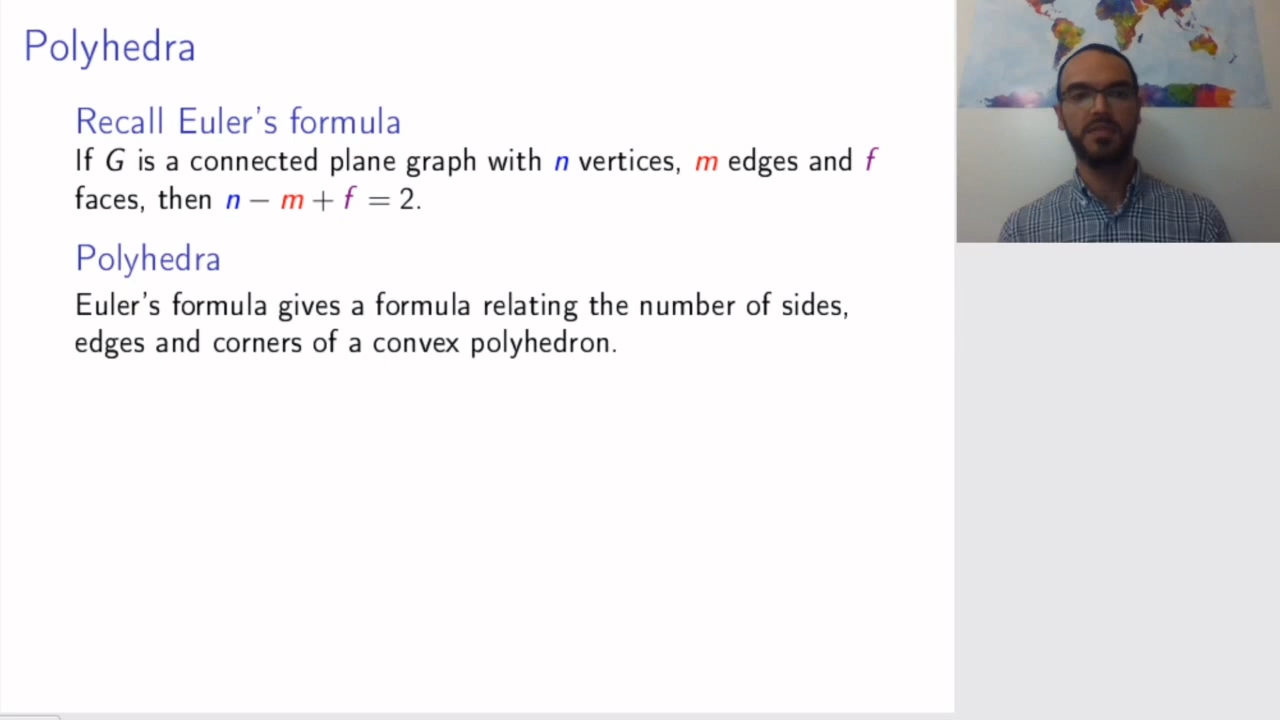 Polyhedra
Recall Euler's formula
If G is a connected plane graph with n vertices, m edges and f
faces, then n − m + f = 2.
Polyhedra
Euler's formula gives a formula relating the number of sides,
edges and corners of a convex polyhedron.